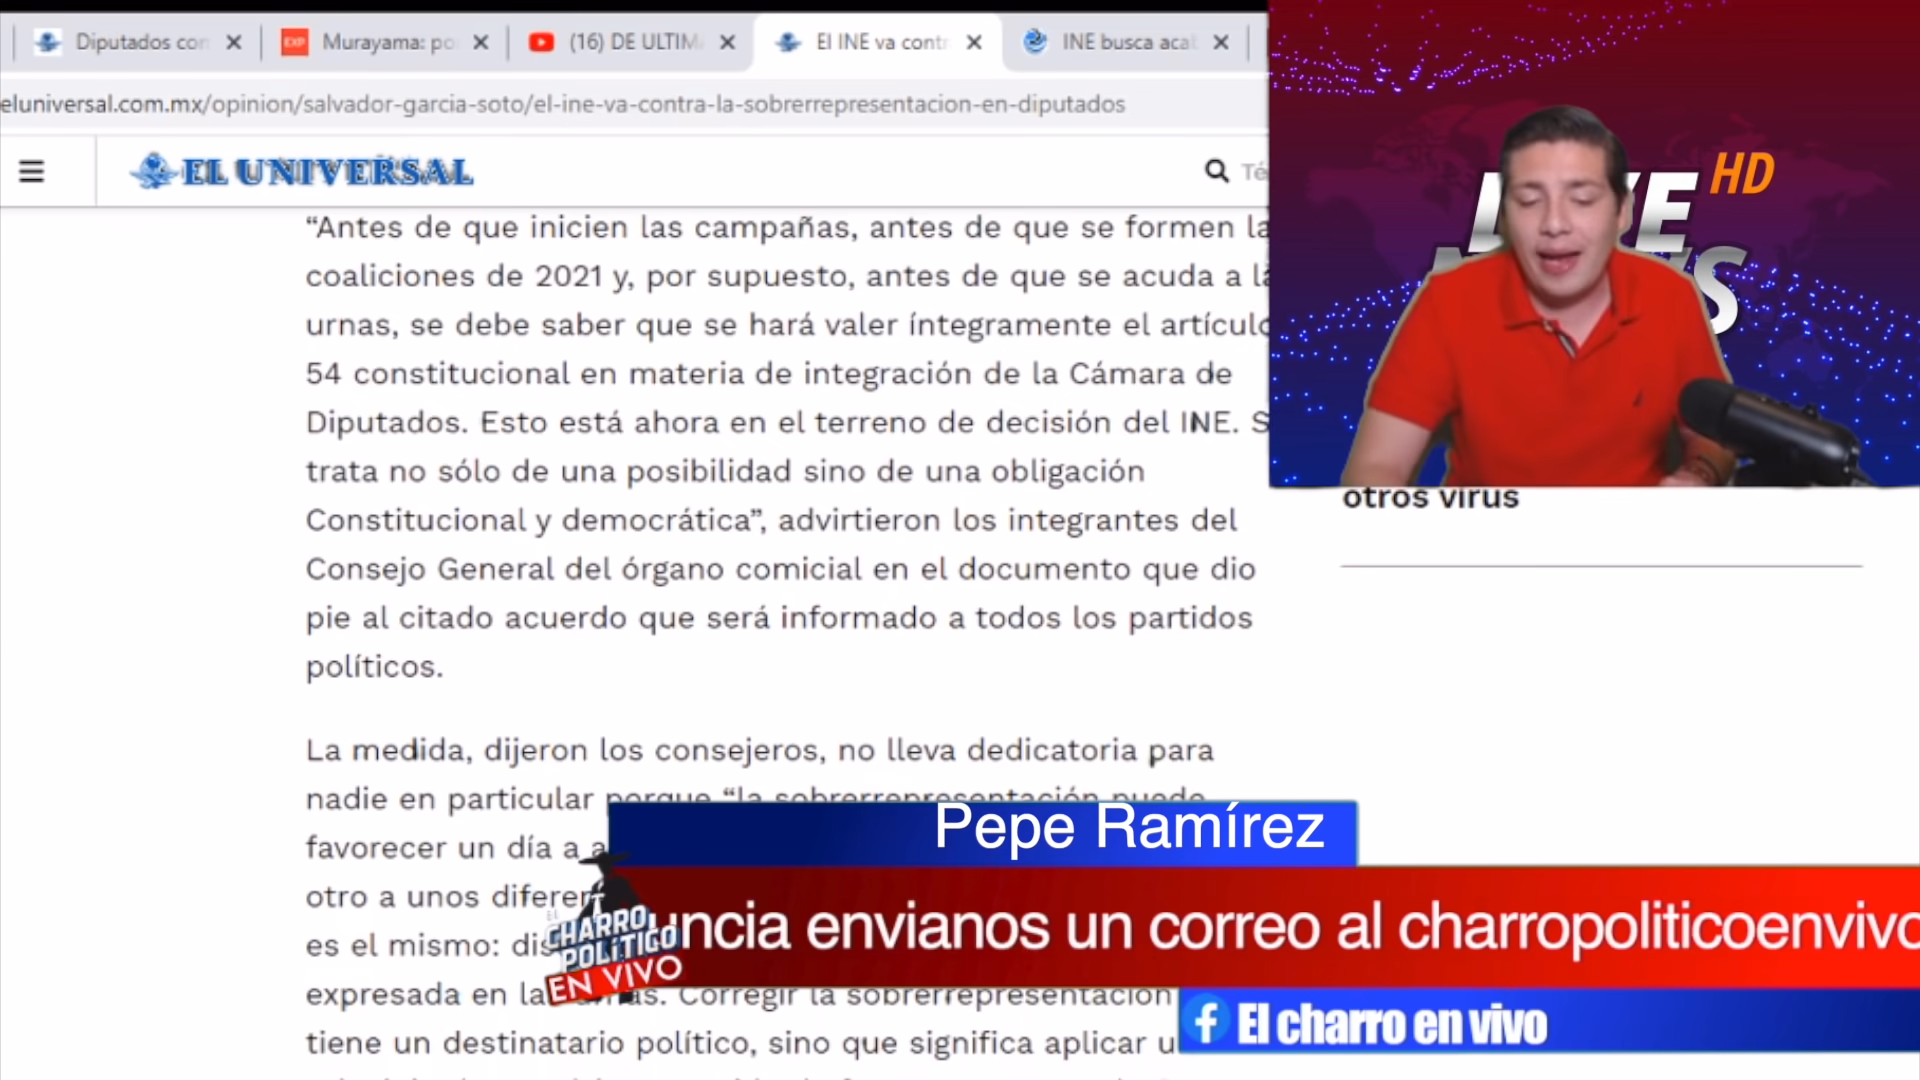 Diputados con
EXP Murayama: po
(16) DE ULTIM
El INE va contr
INE busca acal
eluniversal.com.mx/opinion/salvador-garcia-soto/el-ine-va-contra-la-sobrerrepresentacion-en-diputados
EL UNIVERSAL
Té
“Antes de que inicien las campañas, antes de que se formen la
coaliciones de 2021 y, por supuesto, antes de que se acuda a la
urnas, se debe saber que se hará valer íntegramente el artículo
54 constitucional en materia de integración de la Cámara de
Diputados. Esto está ahora en el terreno de decisión del INE. S
trata no sólo de una posibilidad sino de una obligación
Constitucional y democrática”, advirtieron los integrantes del
Consejo General del órgano comicial en el documento que dio
pie al citado acuerdo que será informado a todos los partidos
políticos.
La medida, dijeron los consejeros, no lleva dedicatoria para
nadie en particular porque “la sobrerrepresentación puede
favorecer un día a a
otro a unos diferen
es el mismo: dis
expresada en la as. Corregir la sobrerrepresentación
tiene un destinatario político, sino que significa aplicar u
HD
otros virus
Pepe Ramírez
uncia envianos un correo al charropoliticoenvivo
EL CHARRO
POLÍTICO
EN VIVO
El charro en vivo